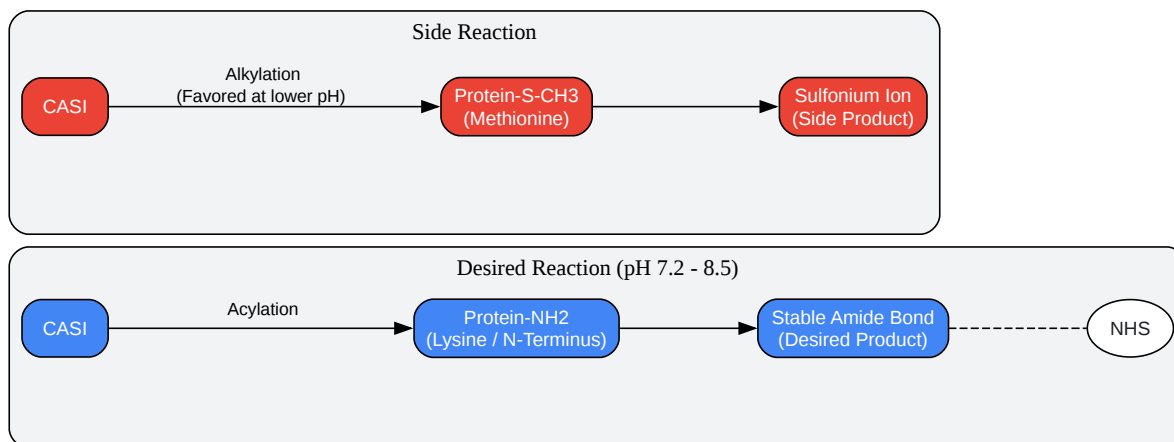 Side Reaction
CASI
Alkylation
(Favored at lower pH)
Protein-S-CH3
(Methionine)
Sulfonium Ion
(Side Product)
Desired Reaction (pH 7.2 - 8.5)
CASI
Acylation
Protein-NH2
(Lysine / N-Terminus)
Stable Amide Bond
(Desired Product)
NHS